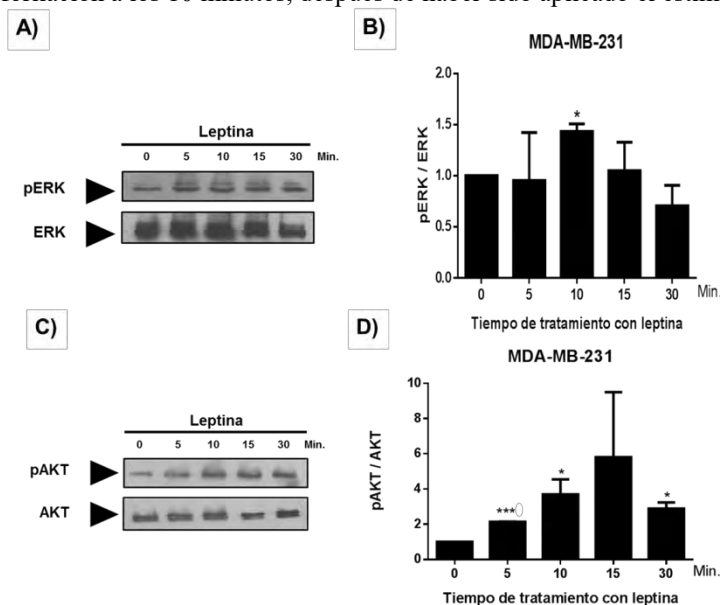 A)
Leptina
0 5 10 15 30 Min.
pERK
ERK
B)
MDA-MB-231
pERK / ERK
2.0
1.5
1.0
0.5
0.0
*
0 5 10 15 30 Min.
Tiempo de tratamiento con leptina
C)
Leptina
0 5 10 15 30 Min.
pAKT
AKT
D)
MDA-MB-231
pAKT / AKT
10
8
6
4
2
0
*** * *
0 5 10 15 30 Min.
Tiempo de tratamiento con leptina